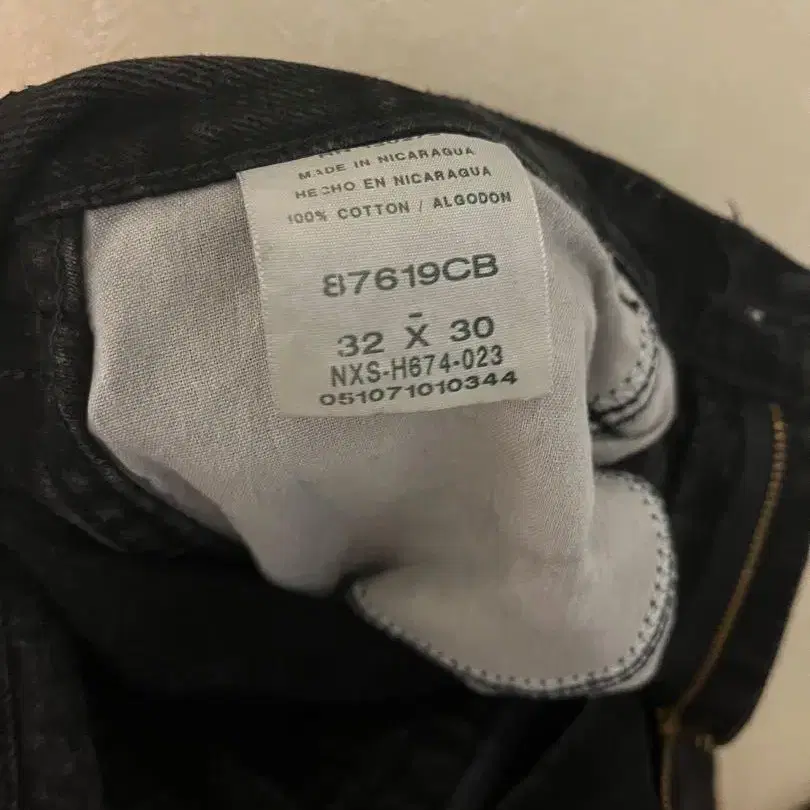 MADE IN NICARAGUA
HECHO EN NICARAGUA
100% COTTON / ALGODON
87619CB
32 X 30
NXS-H674-023
051071010344